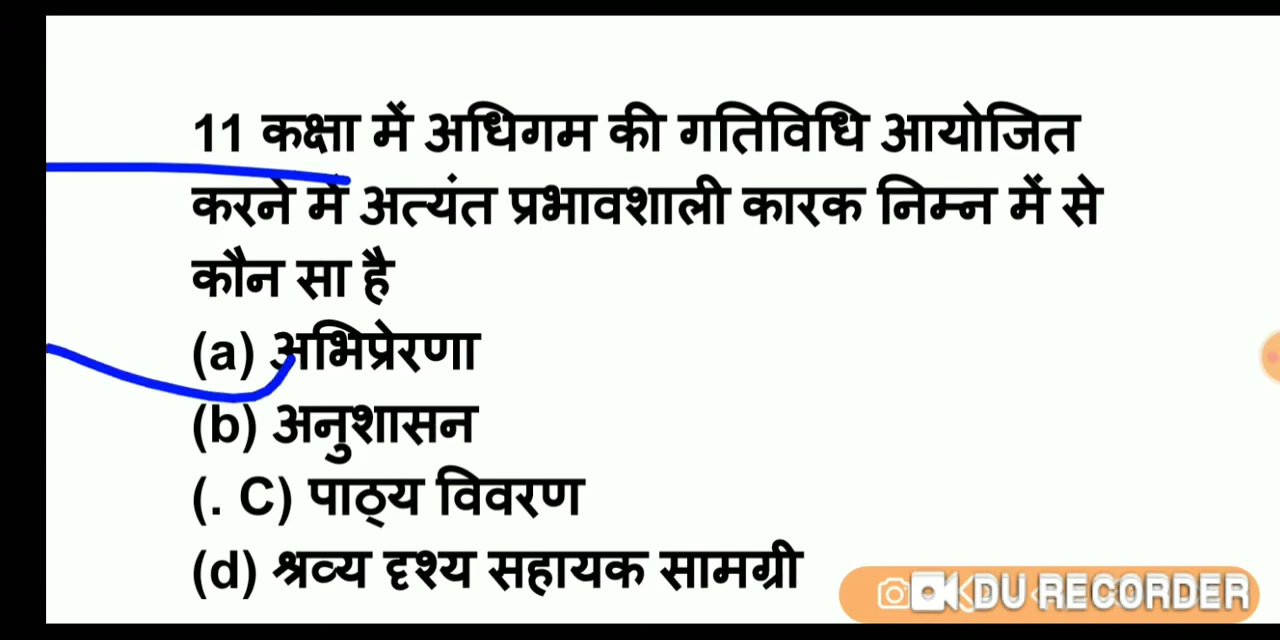 11 कक्षा में अधिगम की गतिविधि आयोजित
करने में अत्यंत प्रभावशाली कारक निम्न में से
कौन सा है
(a) अभिप्रेरणा
(b) अनुशासन
(. C) पाठ्य विवरण
(d) श्रव्य दृश्य सहायक सामग्री
DU RECORDER